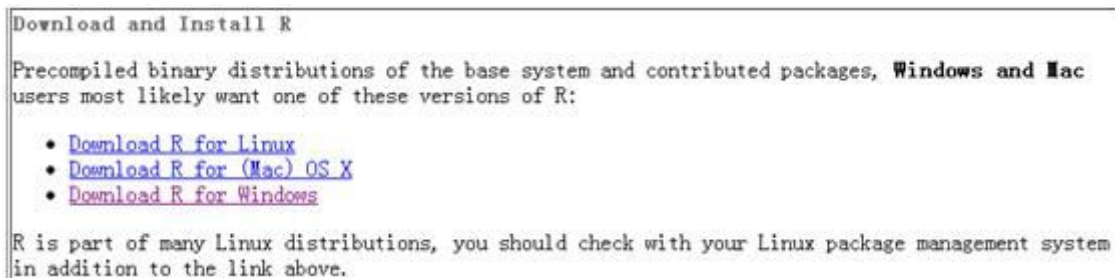 Download and Install R
Precompiled binary distributions of the base system and contributed packages, Windows and Mac
users most likely want one of these versions of R:
• Download R for Linux
• Download R for (Mac) OS X
• Download R for Windows
R is part of many Linux distributions, you should check with your Linux package management system
in addition to the link above.